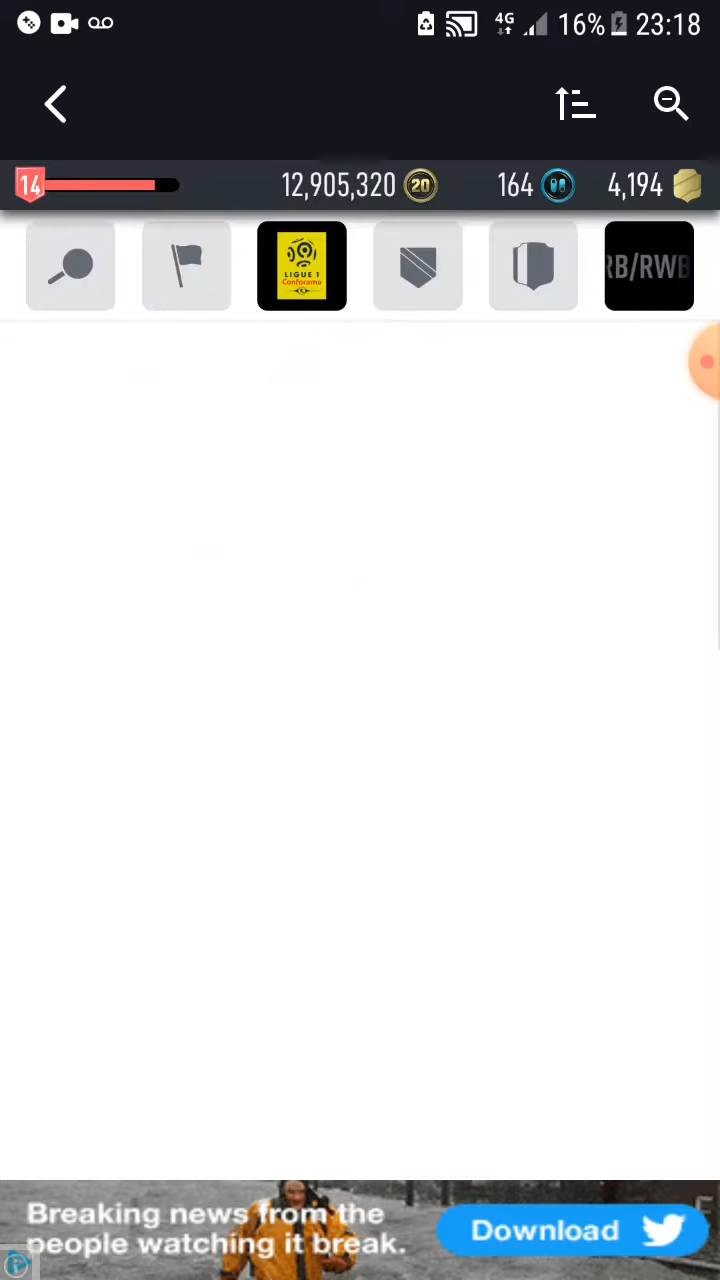 4G 16% 23:18
14 12,905,320 20 164 4,194
LIGUE 1
Conforama
RB/RWB
Breaking news from the
people watching it break.
Download